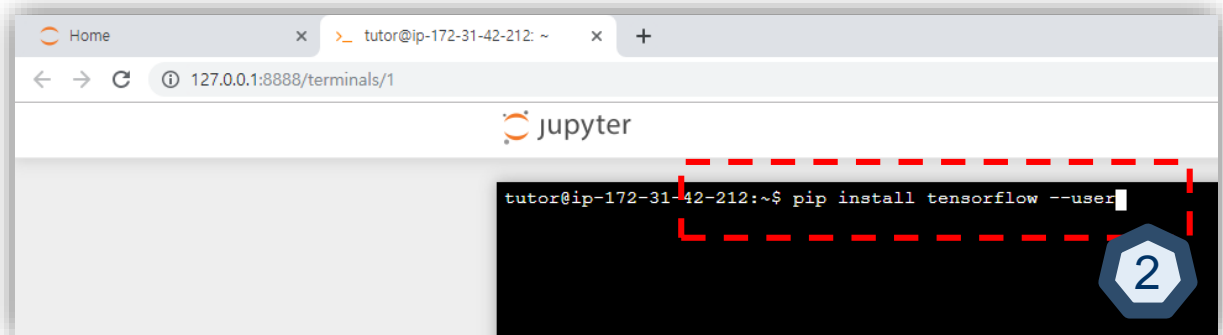 Home
>_ tutor@ip-172-31-42-212: ~
127.0.0.1:8888/terminals/1
jupyter
tutor@ip-172-31-42-212:~$ pip install tensorflow --user
2